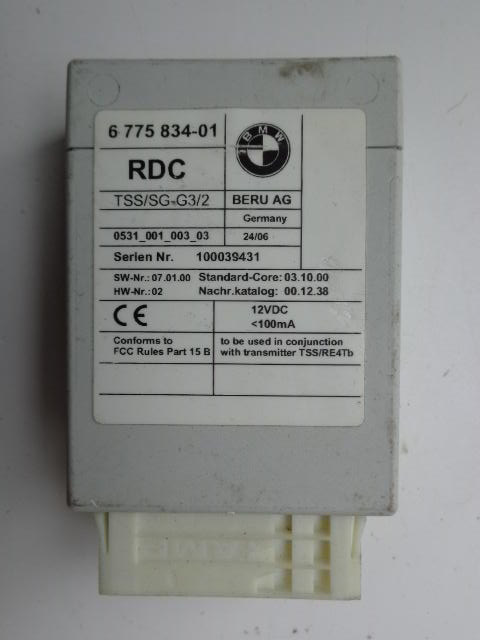 6 775 834-01
BMW
RDC
TSS/SG-G3/2 BERU AG
Germany
0531_001_003_03 24/06
Serien Nr. 100039431
SW-Nr.: 07.01.00 Standard-Core: 03.10.00
HW-Nr.: 02 Nachr.katalog: 00.12.38
CE 12VDC
<100mA
Conforms to to be used in conjunction
FCC Rules Part 15 B with transmitter TSS/RE4Tb